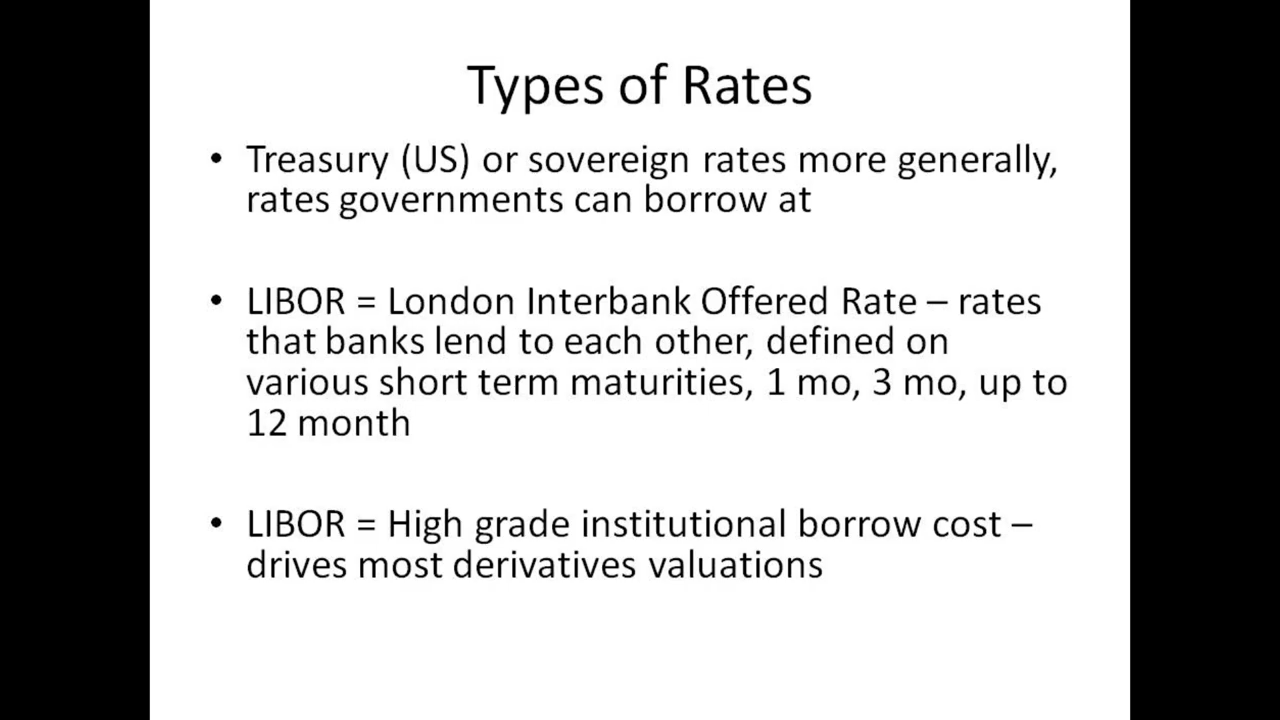 Types of Rates
• Treasury (US) or sovereign rates more generally,
rates governments can borrow at
• LIBOR = London Interbank Offered Rate – rates
that banks lend to each other, defined on
various short term maturities, 1 mo, 3 mo, up to
12 month
• LIBOR = High grade institutional borrow cost –
drives most derivatives valuations